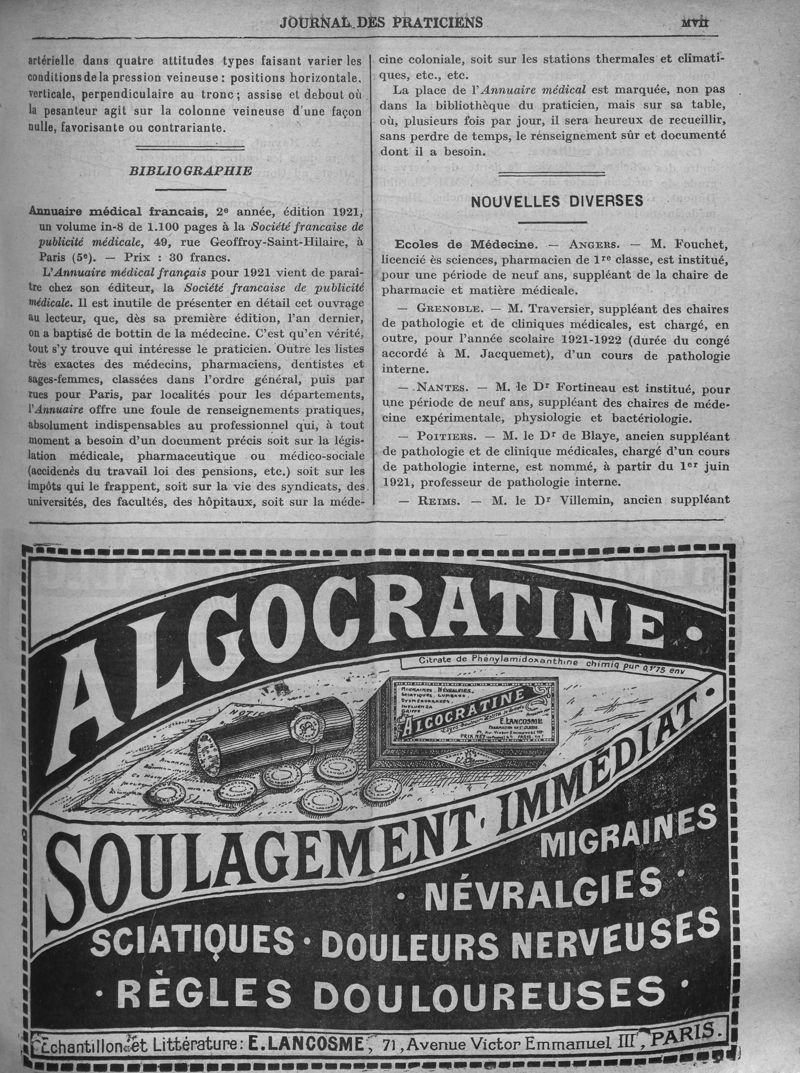 JOURNAL DES PRATICIENS
MVII
artérielle dans quatre attitudes types faisant varier les
conditions de la pression veineuse : positions horizontale,
verticale, perpendiculaire au tronc ; assise et debout où
la pesanteur agit sur la colonne veineuse d'une façon
nulle, favorisante ou contrariante.
BIBLIOGRAPHIE
Annuaire médical francais, 2e année, édition 1921,
un volume in-8 de 1.100 pages à la Société francaise de
publicité médicale, 49, rue Geoffroy-Saint-Hilaire, à
Paris (5e). — Prix : 30 francs.
L'Annuaire médical français pour 1921 vient de paraî-
tre chez son éditeur, la Société francaise de publicité
médicale. Il est inutile de présenter en détail cet ouvrage
au lecteur, que, dès sa première édition, l'an dernier,
on a baptisé de bottin de la médecine. C'est qu'en vérité,
tout s'y trouve qui intéresse le praticien. Outre les listes
très exactes des médecins, pharmaciens, dentistes et
sages-femmes, classées dans l'ordre général, puis par
rues pour Paris, par localités pour les départements,
l'Annuaire offre une foule de renseignements pratiques,
absolument indispensables au professionnel qui, à tout
moment a besoin d'un document précis soit sur la légis-
lation médicale, pharmaceutique ou médico-sociale
(accidenès du travail loi des pensions, etc.) soit sur les
impôts qui le frappent, soit sur la vie des syndicats, des
universités, des facultés, des hôpitaux, soit sur la méde-
cine coloniale, soit sur les stations thermales et climati-
ques, etc., etc.
La place de l'Annuaire médical est marquée, non pas
dans la bibliothèque du praticien, mais sur sa table,
où, plusieurs fois par jour, il sera heureux de recueillir,
sans perdre de temps, le renseignement sûr et documenté
dont il a besoin.
NOUVELLES DIVERSES
Ecoles de Médecine. — ANGERS. — M. Fouchet,
licencié ès sciences, pharmacien de 1re classe, est institué,
pour une période de neuf ans, suppléant de la chaire de
pharmacie et matière médicale.
— GRENOBLE. — M. Traversier, suppléant des chaires
de pathologie et de cliniques médicales, est chargé, en
outre, pour l'année scolaire 1921-1922 (durée du congé
accordé à M. Jacquemet), d'un cours de pathologie
interne.
— NANTES. — M. le Dr Fortineau est institué, pour
une période de neuf ans, suppléant des chaires de méde-
cine expérimentale, physiologie et bactériologie.
— POITIERS. — M. le Dr de Blaye, ancien suppléant
de pathologie et de clinique médicales, chargé d'un cours
de pathologie interne, est nommé, à partir du 1er juin
1921, professeur de pathologie interne.
— REIMS. — M. le Dr Villemin, ancien suppléant
ALGOCRATINE
Citrate de Phénylamidoxanthine chimiq pur 0,175 env
MIGRAINES, NÉVRALGIES,
SCIATIQUES, LUMBAGO,
INFLUENZA
GRIPPE
ALGOCRATINE
E. LANCOSME
SOULAGEMENT IMMÉDIAT
MIGRAINES
• NÉVRALGIES •
SCIATIQUES • DOULEURS NERVEUSES
• RÈGLES DOULOUREUSES •
Echantillon et Littérature: E. LANCOSME, 71, Avenue Victor Emmanuel III, PARIS.